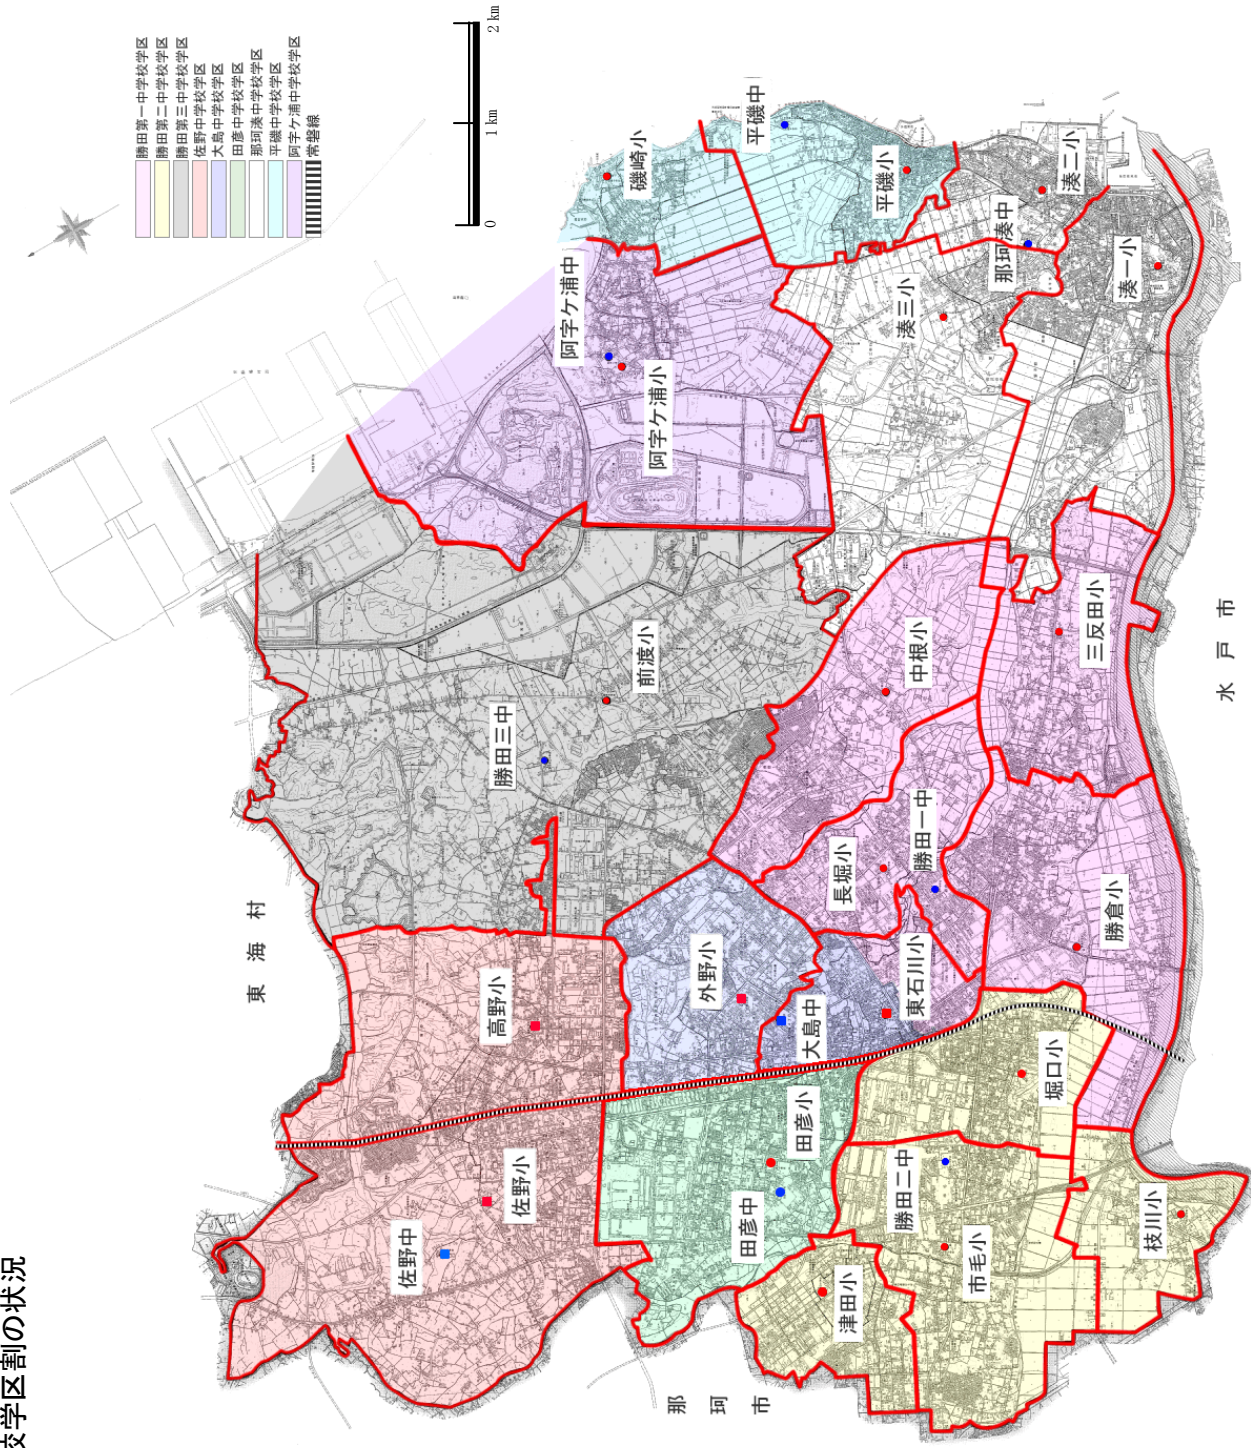 校学区割の状況
勝田第一中学校学区
勝田第二中学校学区
勝田第三中学校学区
佐野中学校学区
大島中学校学区
田彦中学校学区
那珂湊中学校学区
平磯中学校学区
阿字ケ浦中学校学区
常磐線
0
1 km
2 km
東海村
那珂市
水戸市
佐野中
佐野小
高野小
勝田三中
前渡小
阿字ケ浦中
阿字ケ浦小
磯崎小
平磯中
平磯小
湊三小
那珂湊中
湊二小
湊一小
中根小
三反田小
長堀小
勝田一中
勝倉小
外野小
大島中
東石川小
田彦小
田彦中
堀口小
勝田二中
市毛小
津田小
枝川小